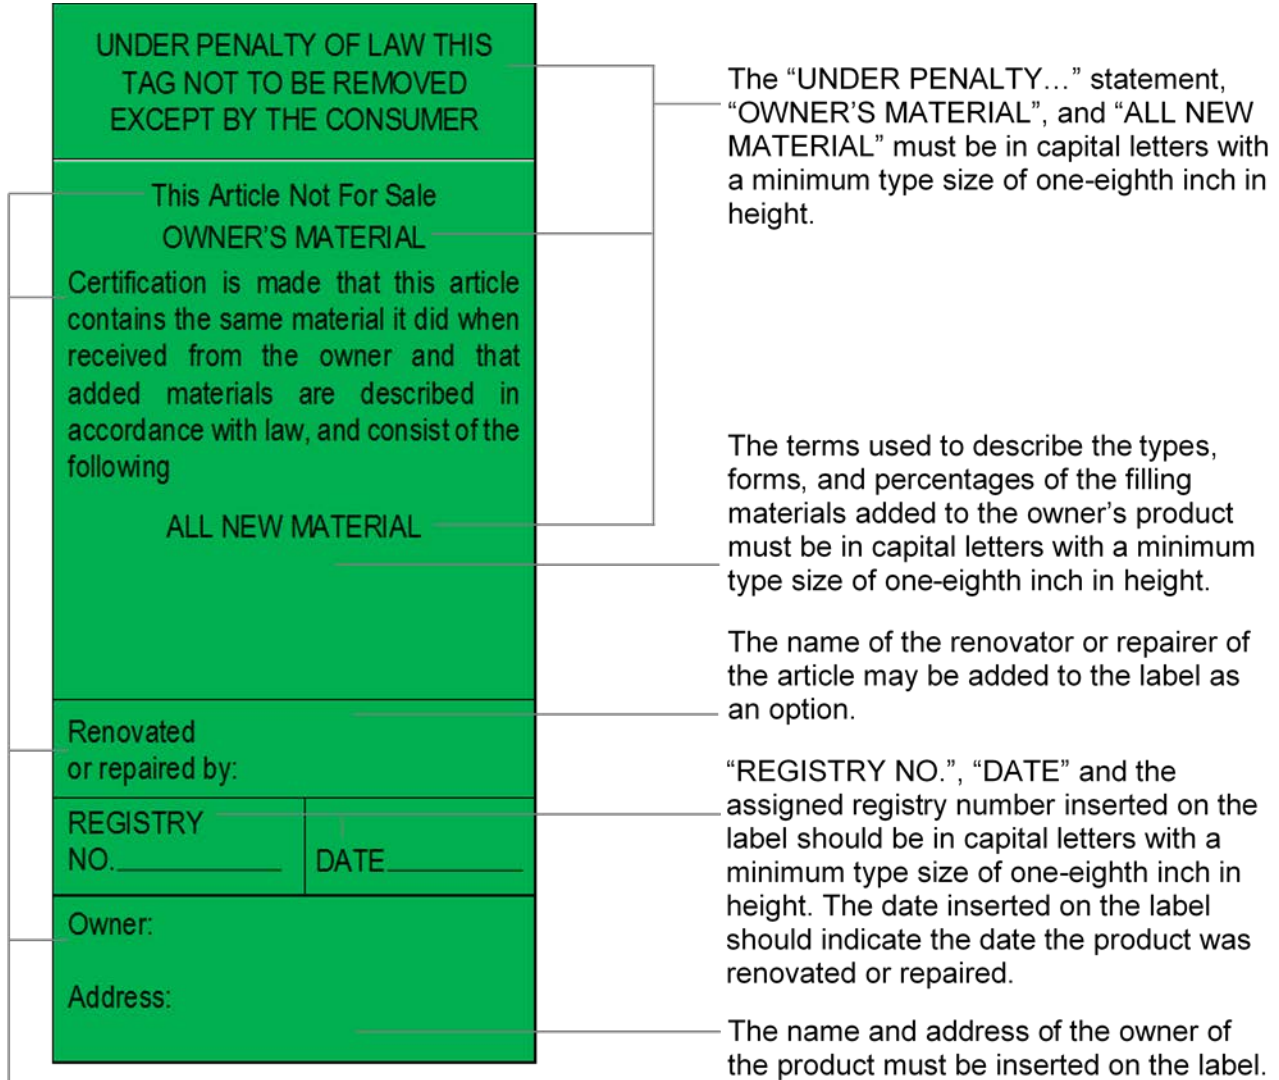 UNDER PENALTY OF LAW THIS
TAG NOT TO BE REMOVED
EXCEPT BY THE CONSUMER
This Article Not For Sale
OWNER'S MATERIAL
Certification is made that this article
contains the same material it did when
received from the owner and that
added materials are described in
accordance with law, and consist of the
following
ALL NEW MATERIAL
Renovated
or repaired by:
REGISTRY
NO.
DATE
Owner:
Address:
The “UNDER PENALTY…” statement,
“OWNER’S MATERIAL”, and “ALL NEW
MATERIAL” must be in capital letters with
a minimum type size of one-eighth inch in
height.
The terms used to describe the types,
forms, and percentages of the filling
materials added to the owner’s product
must be in capital letters with a minimum
type size of one-eighth inch in height.
The name of the renovator or repairer of
the article may be added to the label as
an option.
“REGISTRY NO.”, “DATE” and the
assigned registry number inserted on the
label should be in capital letters with a
minimum type size of one-eighth inch in
height. The date inserted on the label
should indicate the date the product was
renovated or repaired.
The name and address of the owner of
the product must be inserted on the label.